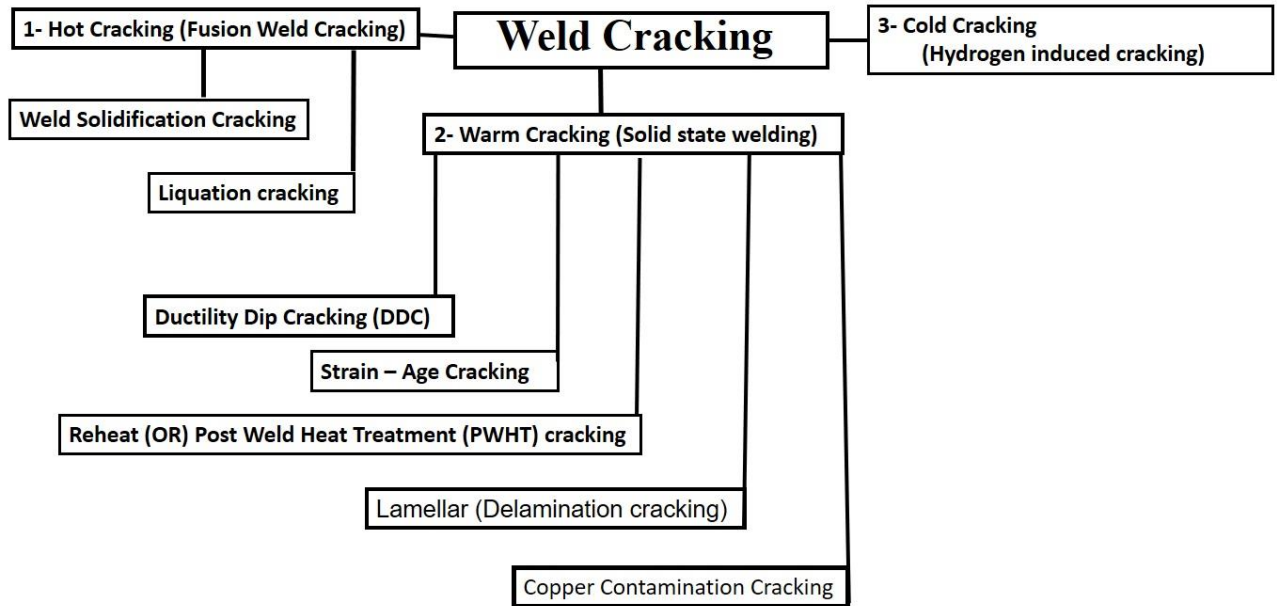 1- Hot Cracking (Fusion Weld Cracking)
Weld Cracking
3- Cold Cracking
(Hydrogen induced cracking)
Weld Solidification Cracking
2- Warm Cracking (Solid state welding)
Liquation cracking
Ductility Dip Cracking (DDC)
Strain – Age Cracking
Reheat (OR) Post Weld Heat Treatment (PWHT) cracking
Lamellar (Delamination cracking)
Copper Contamination Cracking